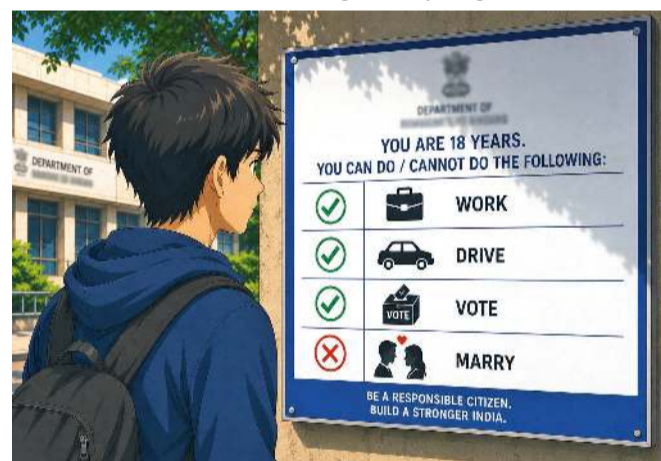 DEPARTMENT OF
DEPARTMENT OF
YOU ARE 18 YEARS.
YOU CAN DO / CANNOT DO THE FOLLOWING:
WORK
DRIVE
VOTE
VOTE
MARRY
BE A RESPONSIBLE CITIZEN.
BUILD A STRONGER INDIA.